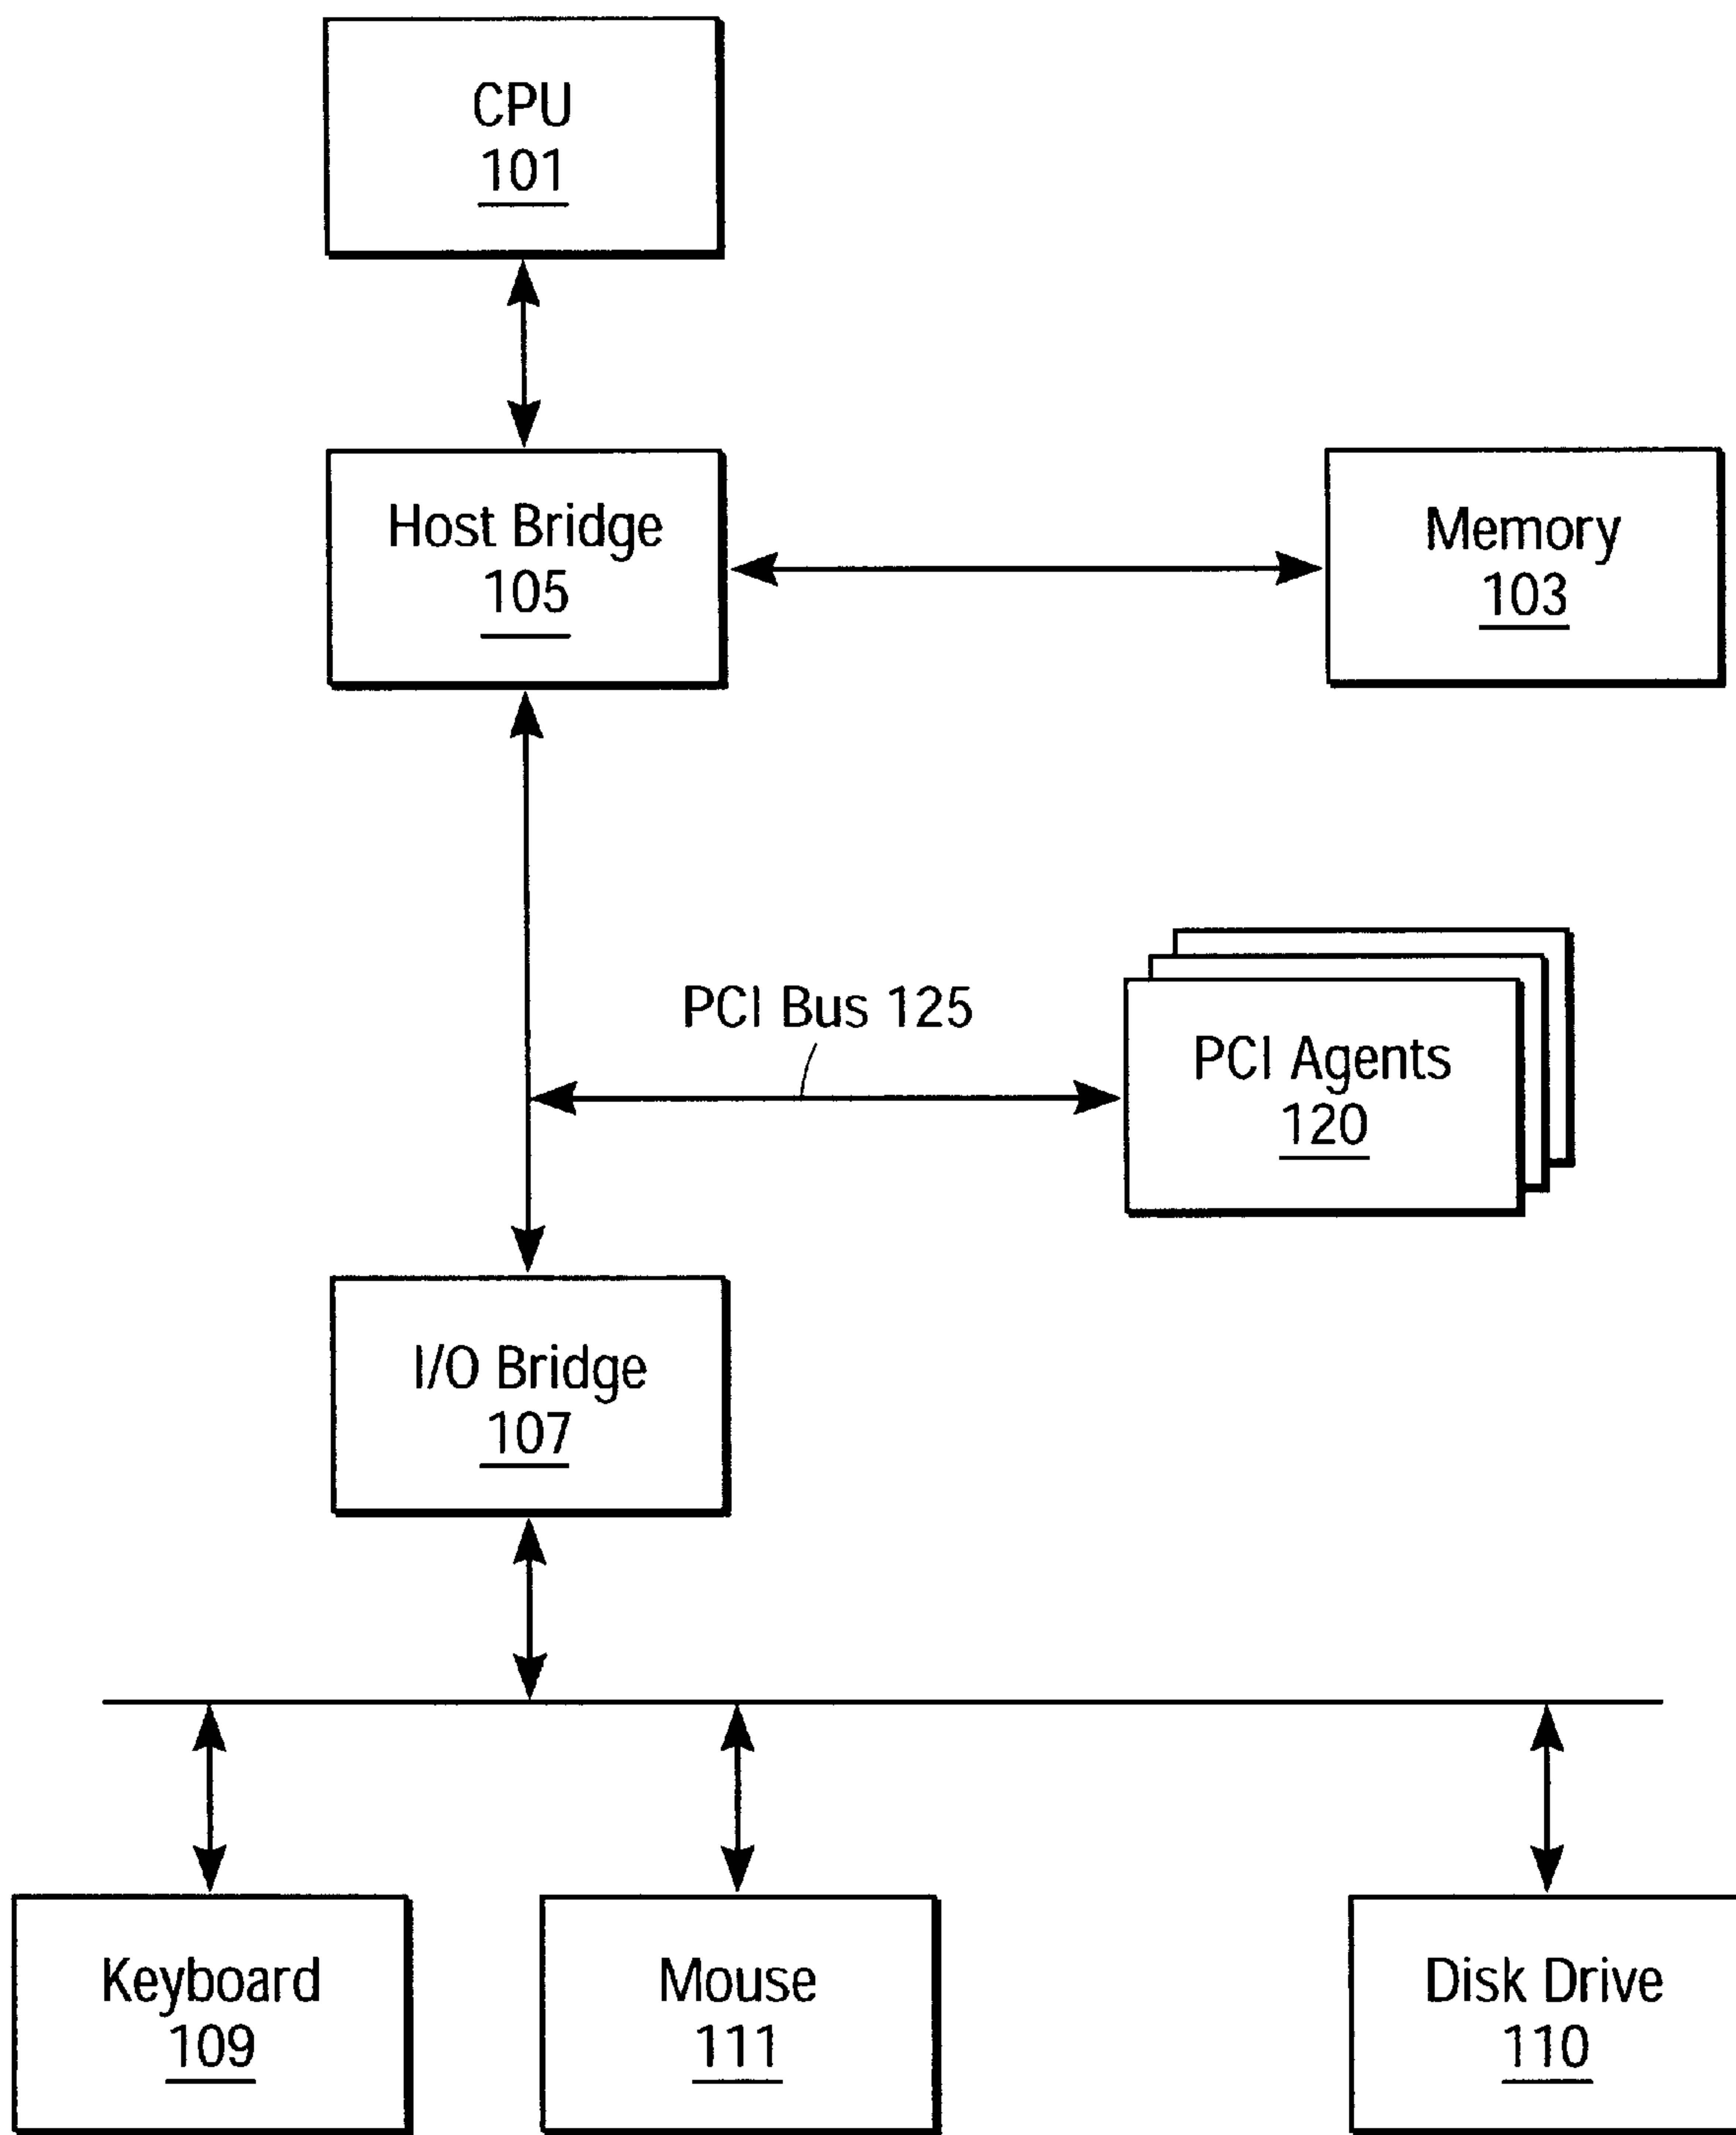 CPU
101
Host Bridge
105
Memory
103
PCI Bus 125
PCI Agents
120
I/O Bridge
107
Keyboard
109
Mouse
111
Disk Drive
110